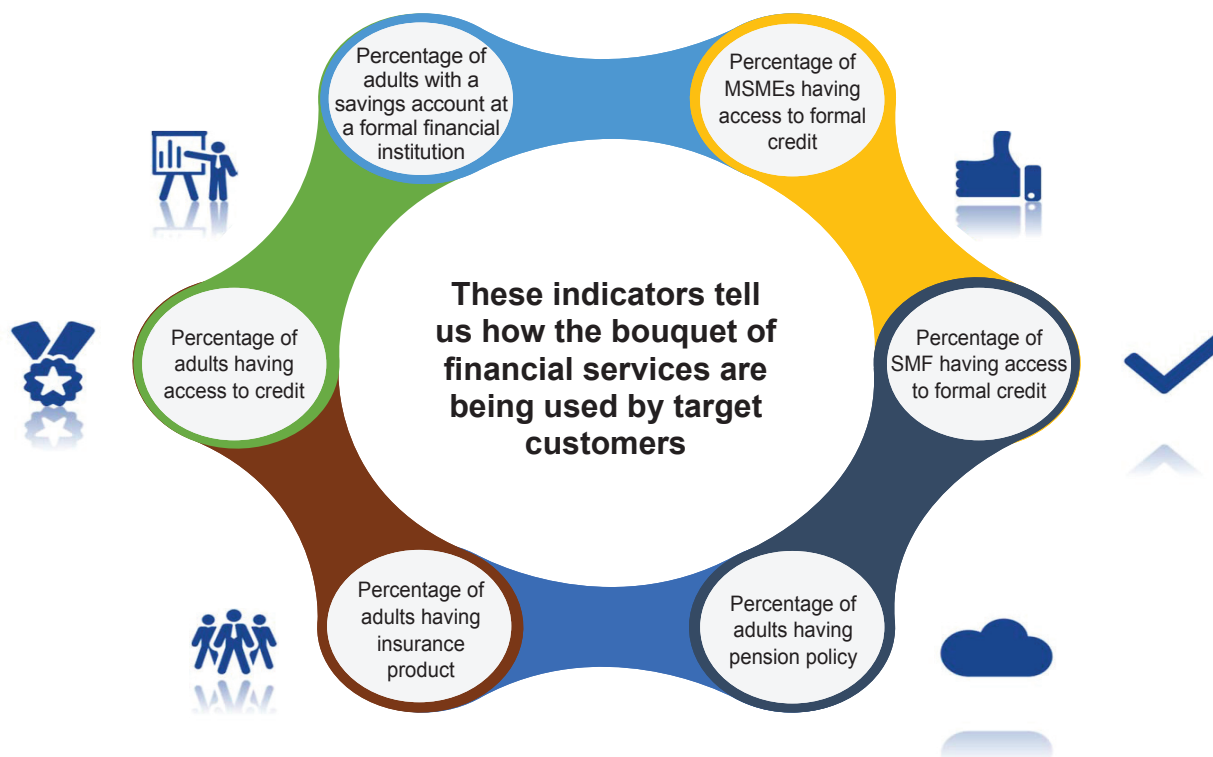 Percentage of
adults with a
savings account at
a formal financial
institution
Percentage of
MSMEs having
access to formal
credit
Percentage of
adults having
access to credit
These indicators tell
us how the bouquet of
financial services are
being used by target
customers
Percentage of
SMF having access
to formal credit
Percentage of
adults having
insurance
product
Percentage of
adults having
pension policy